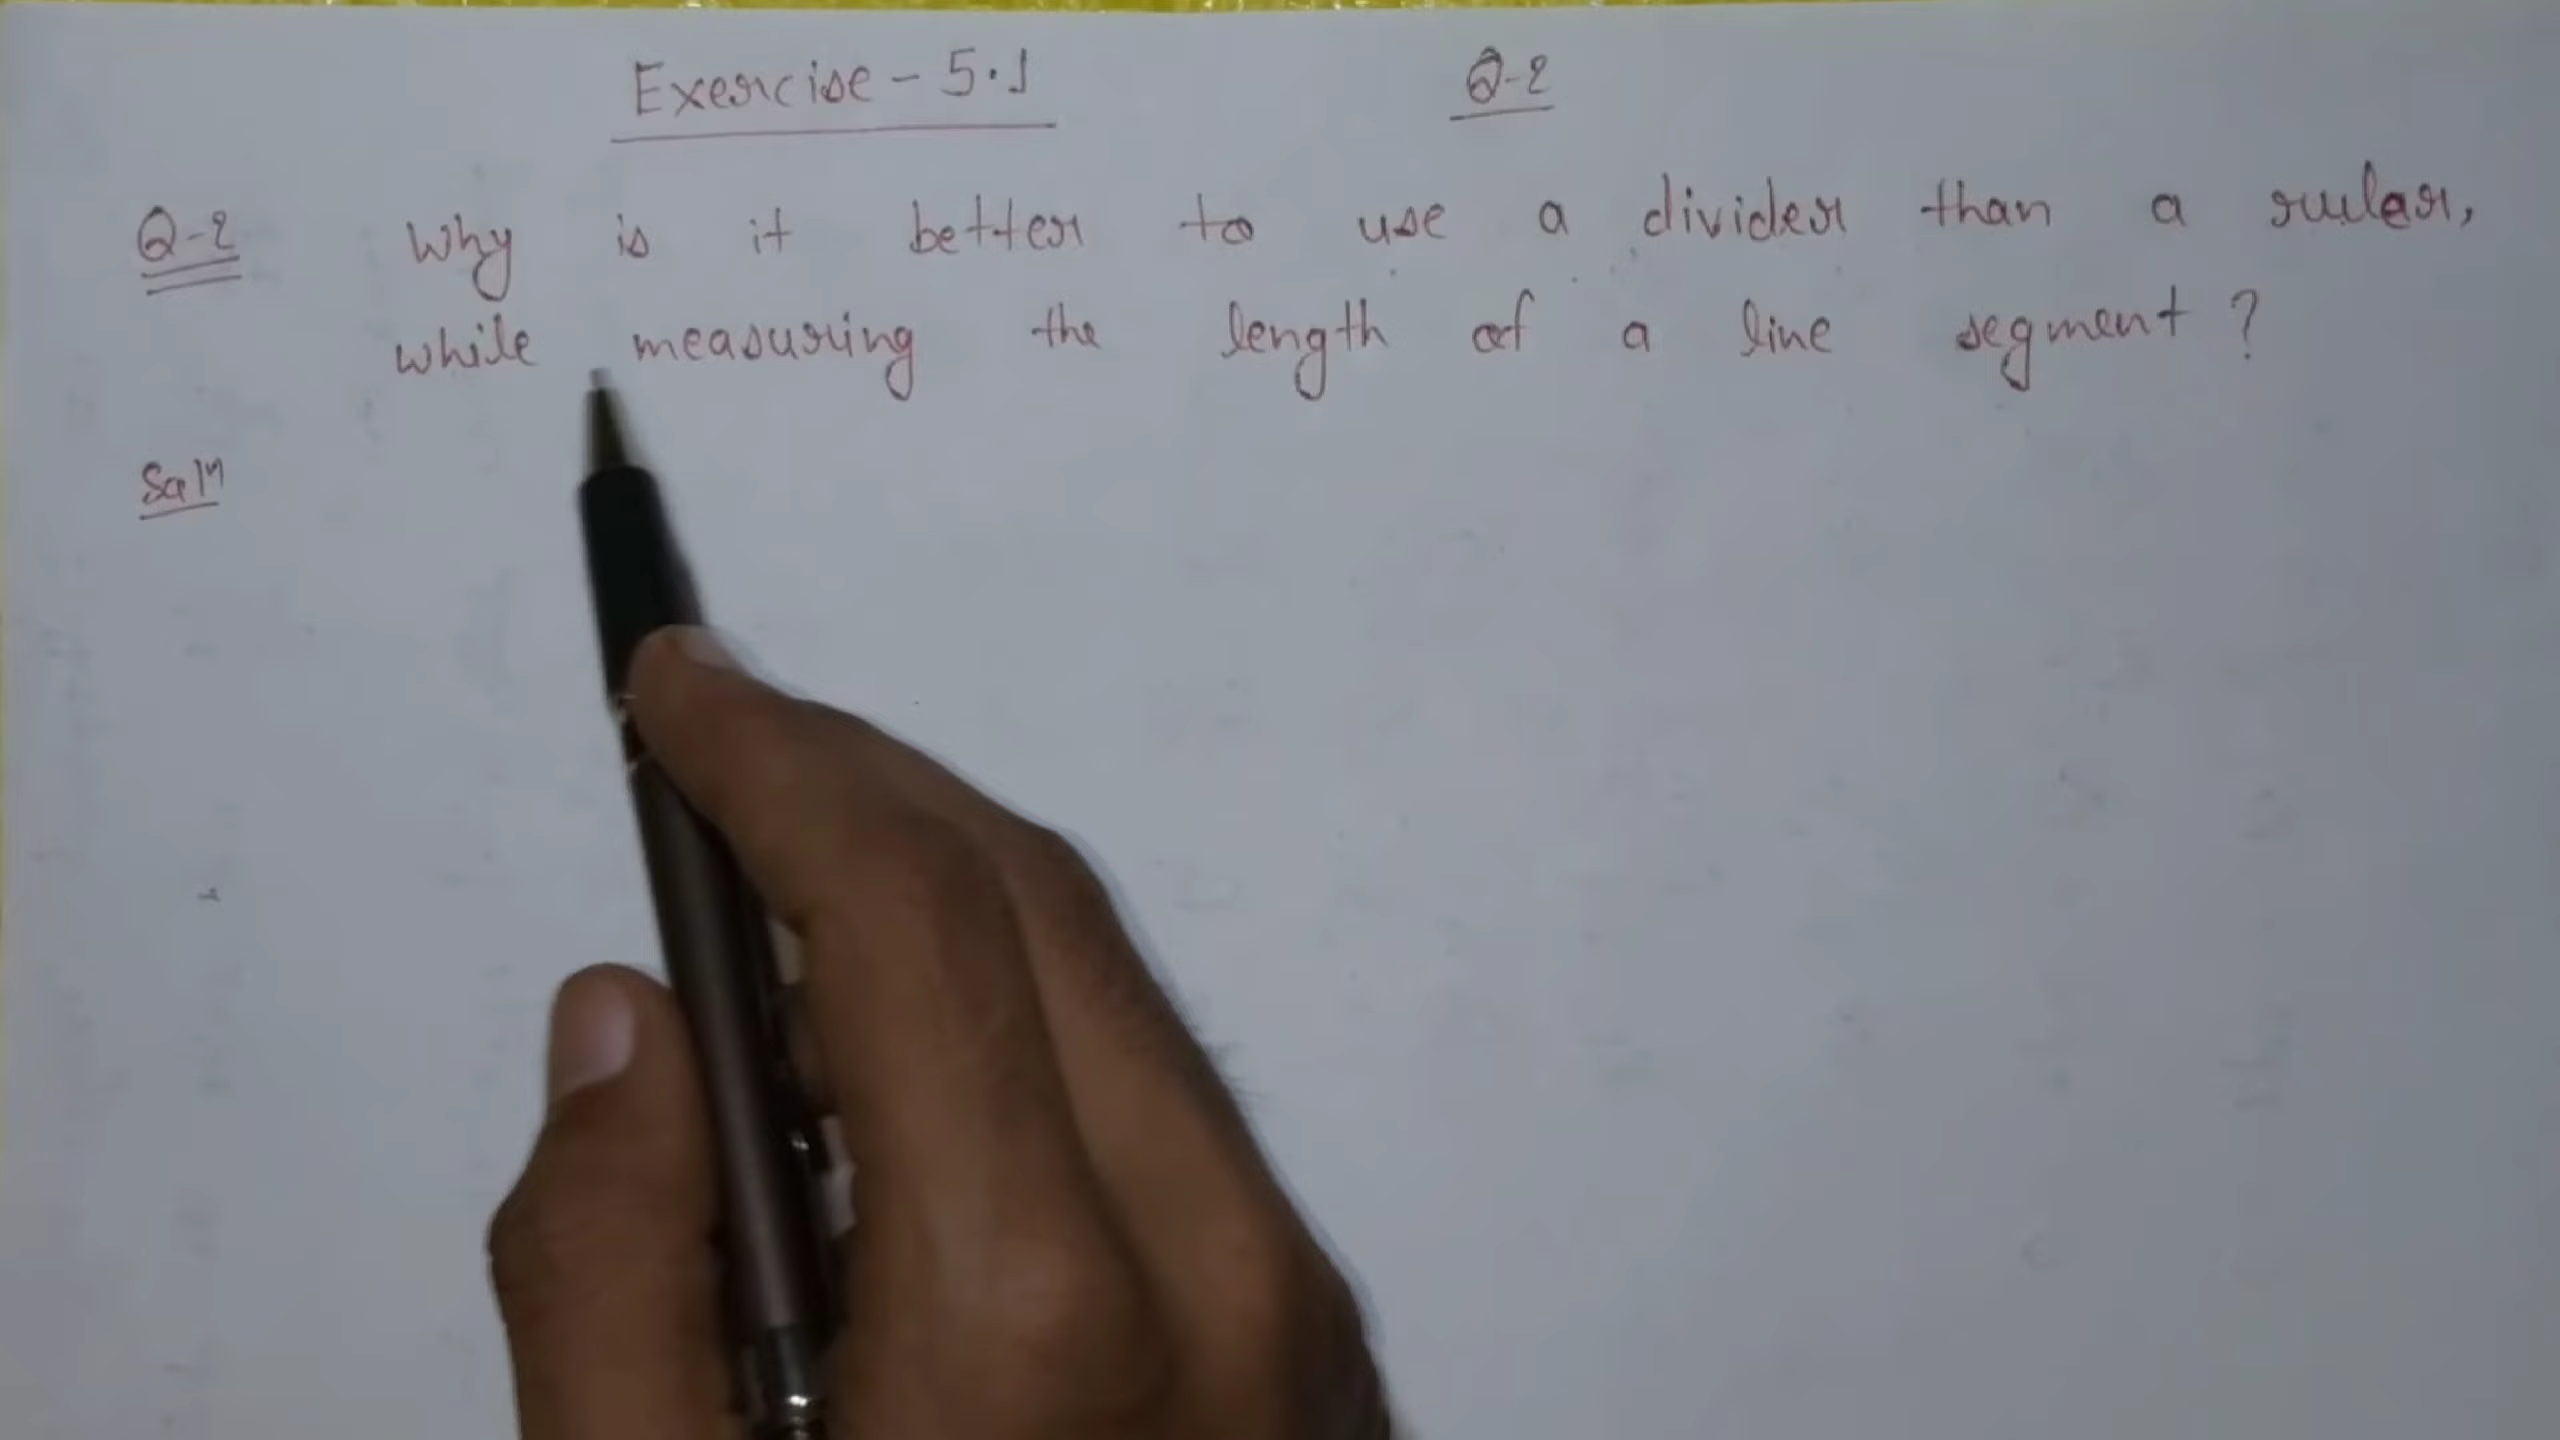 Exercise - 5.1 Q-2
Q-2 Why is it better to use a divider than a ruler,
while measuring the length of a line segment ?
Solⁿ